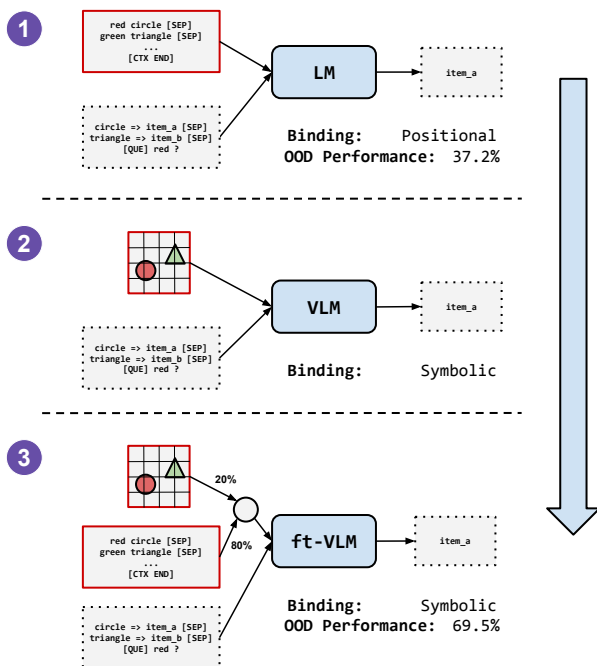 1
red circle [SEP]
green triangle [SEP]
...
[CTX END]
LM
item_a
circle => item_a [SEP]
triangle => item_b [SEP]
[QUE] red ?
Binding: Positional
OOD Performance: 37.2%
2
VLM
item_a
circle => item_a [SEP]
triangle => item_b [SEP]
[QUE] red ?
Binding: Symbolic
3
20%
red circle [SEP]
green triangle [SEP]
...
[CTX END]
80%
ft-VLM
item_a
circle => item_a [SEP]
triangle => item_b [SEP]
[QUE] red ?
Binding: Symbolic
OOD Performance: 69.5%